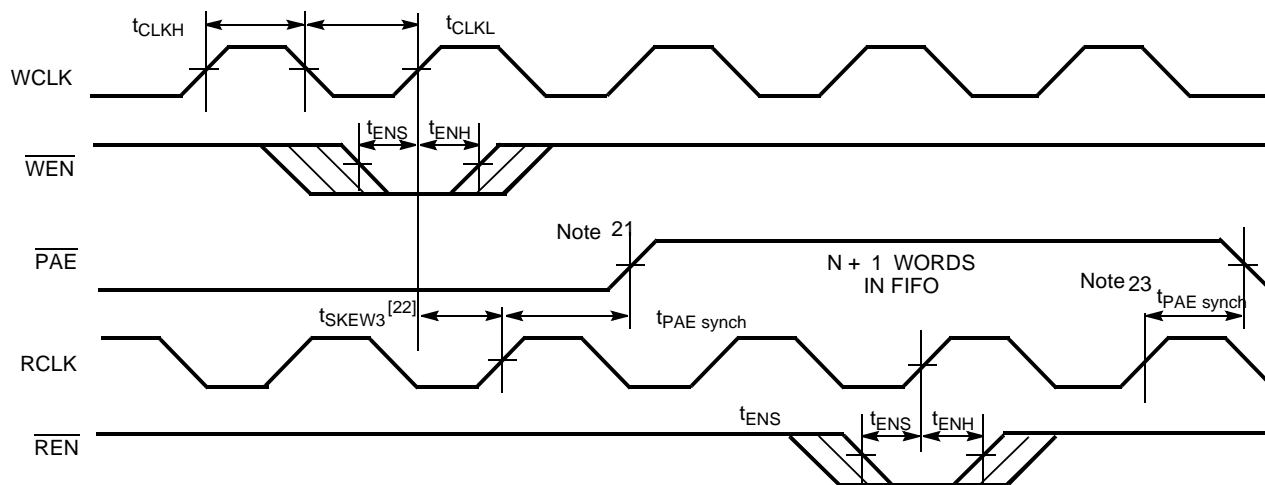 tCLKH
tCLKL
WCLK
tENS
tENH
WEN
Note 21
PAE
N + 1 WORDS
IN FIFO
Note 23
tPAE synch
tSKEW3[22]
tPAE synch
RCLK
tENS
tENS
tENH
REN